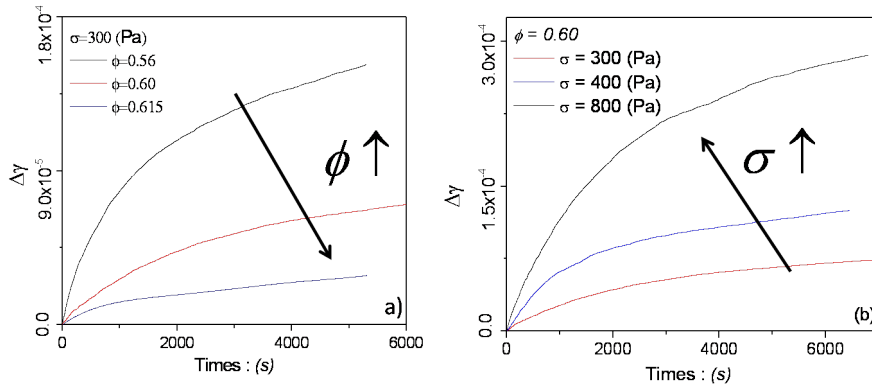 1.8x10⁻⁴
σ=300 (Pa)
ϕ=0.56
ϕ=0.60
ϕ=0.615
ϕ ↑
Δγ
9.0x10⁻⁵
0.0
a)
0 2000 4000 6000
Times : (s)
ϕ = 0.60
3.0x10⁻⁴
σ = 300 (Pa)
σ = 400 (Pa)
σ = 800 (Pa)
σ ↑
Δγ
1.5x10⁻⁴
0.0
(b)
0 2000 4000 6000
Times : (s)